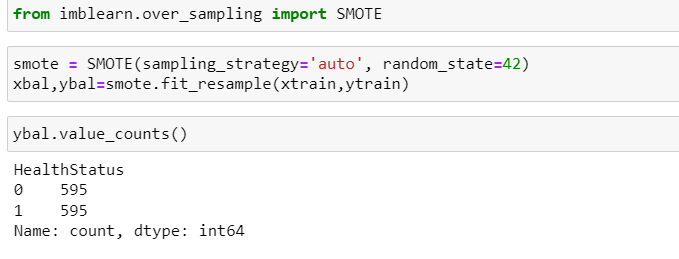 from imblearn.over_sampling import SMOTE
smote = SMOTE(sampling_strategy='auto', random_state=42)
xbal,ybal=smote.fit_resample(xtrain,ytrain)
ybal.value_counts()
HealthStatus
0    595
1    595
Name: count, dtype: int64